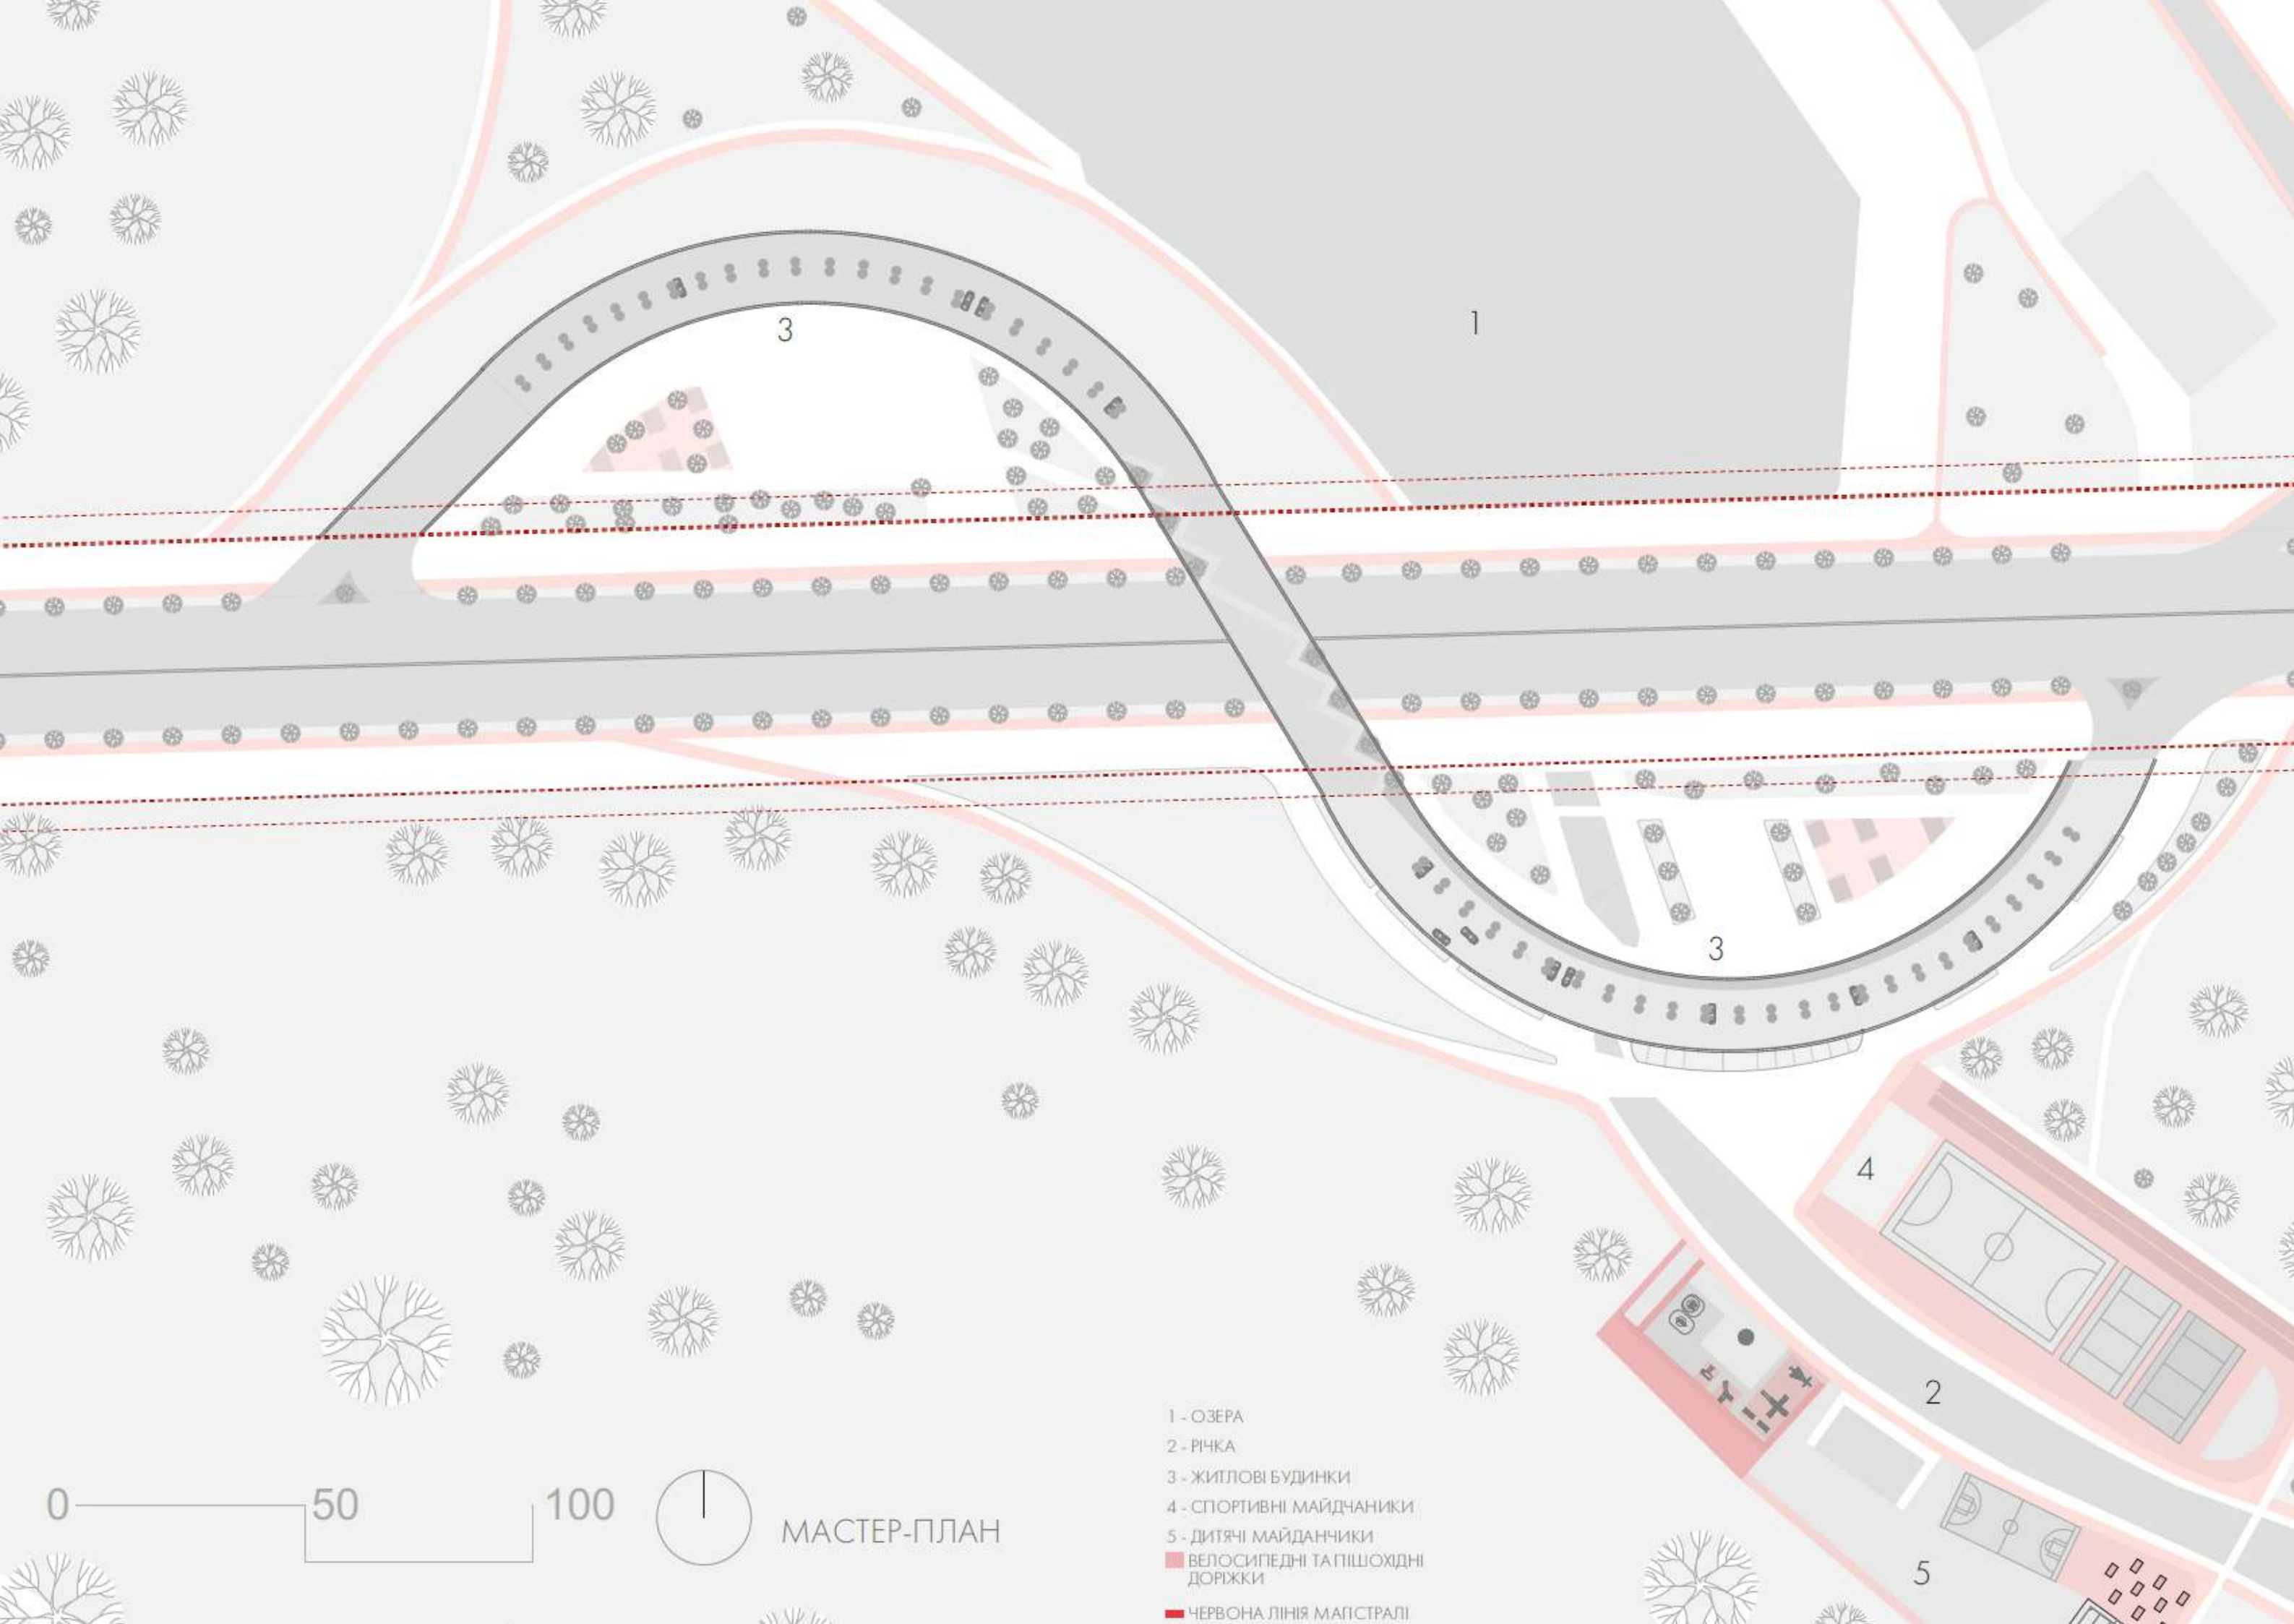 3
1
3
4
2
1 - ОЗЕРА
2 - РІЧКА
3 - ЖИТЛОВІ БУДИНКИ
4 - СПОРТИВНІ МАЙДЧАНИКИ
0 50 100
МАСТЕР-ПЛАН
5 - ДИТЯЧІ МАЙДАНЧИКИ
ВЕЛОСИПЕДНІ ТА ПІШОХІДНІ
ДОРІЖКИ
5
ЧЕРВОНА ЛІНІЯ МАГІСТРАЛІ